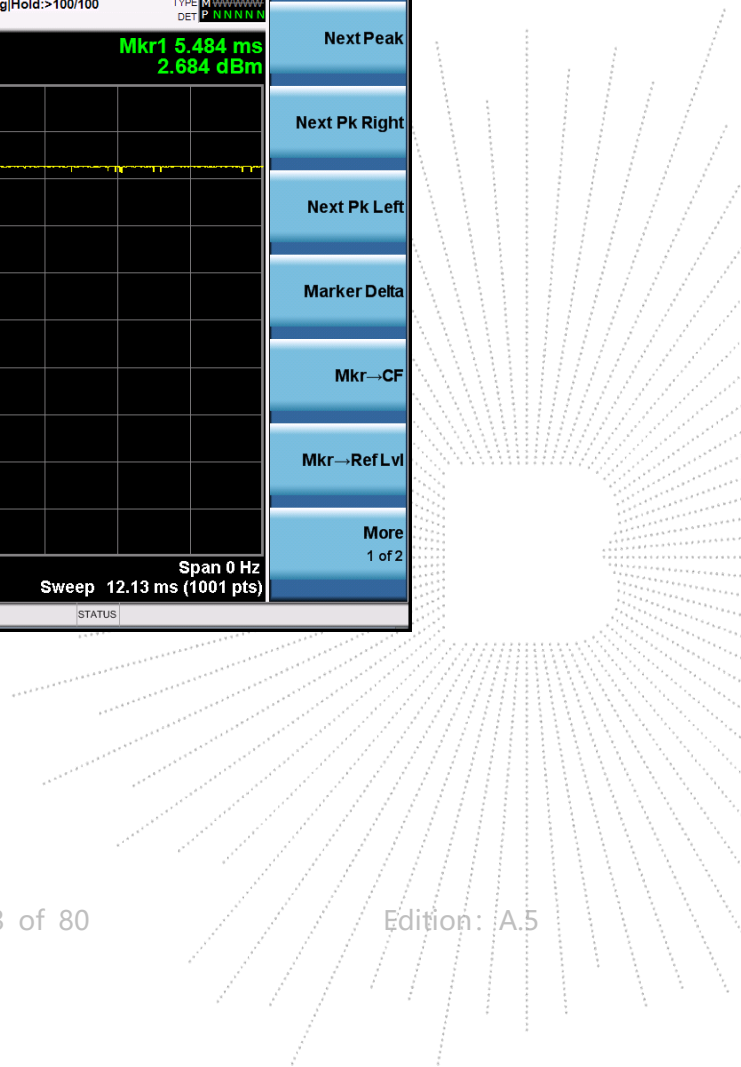 g|Hold:>100/100
TYPE M WWWWWW
DET P N N N N N
Mkr1 5.484 ms
2.684 dBm
Next Peak
Next Pk Right
Next Pk Left
Marker Delta
Mkr→CF
Mkr→Ref Lvl
More
1 of 2
Span 0 Hz
Sweep 12.13 ms (1001 pts)
STATUS
of 80
Edition: A.5